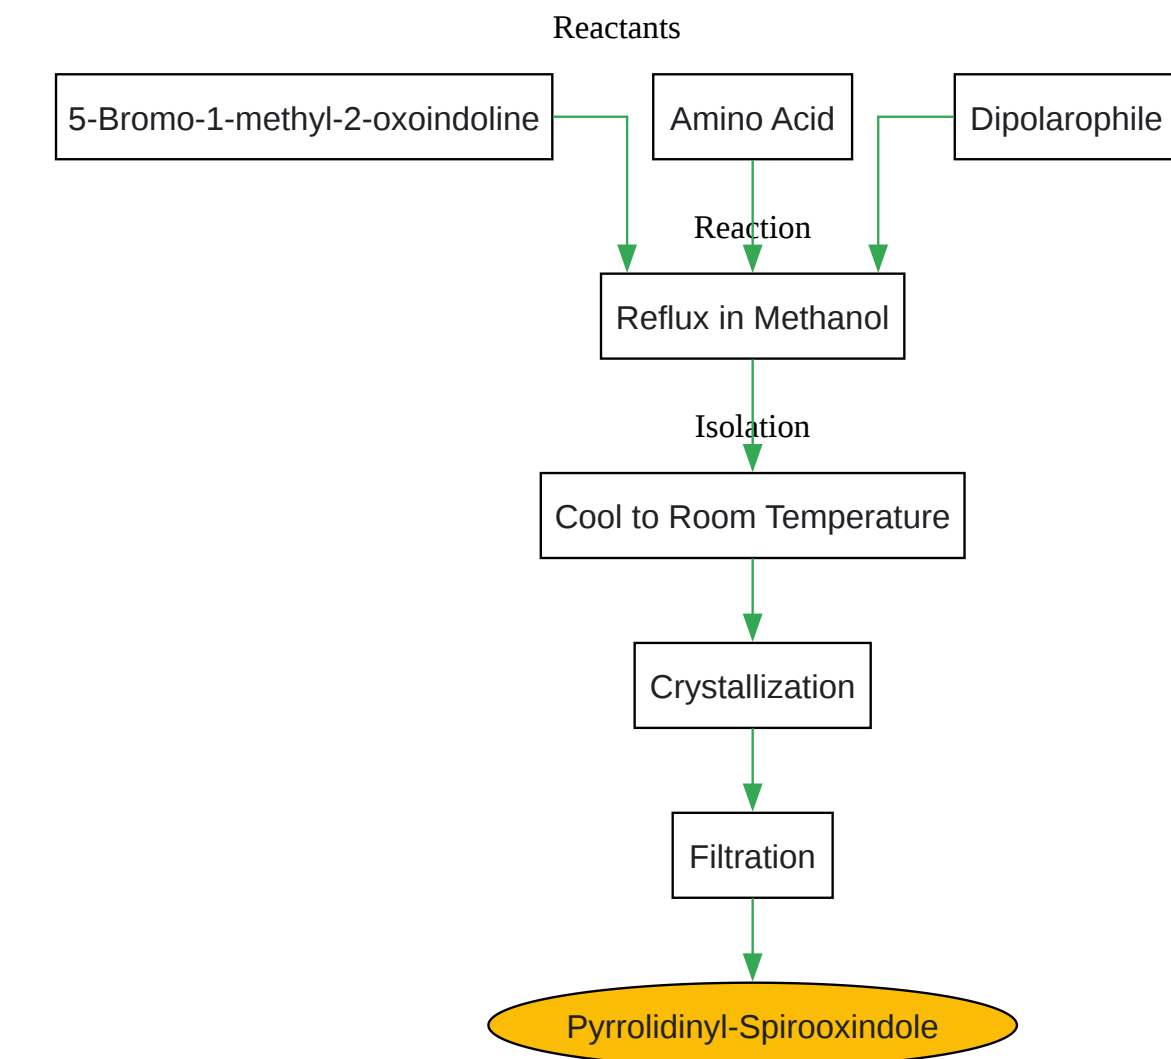 Reactants
5-Bromo-1-methyl-2-oxoindoline
Amino Acid
Dipolarophile
Reaction
Reflux in Methanol
Isolation
Cool to Room Temperature
Crystallization
Filtration
Pyrrolidinyl-Spirooxindole